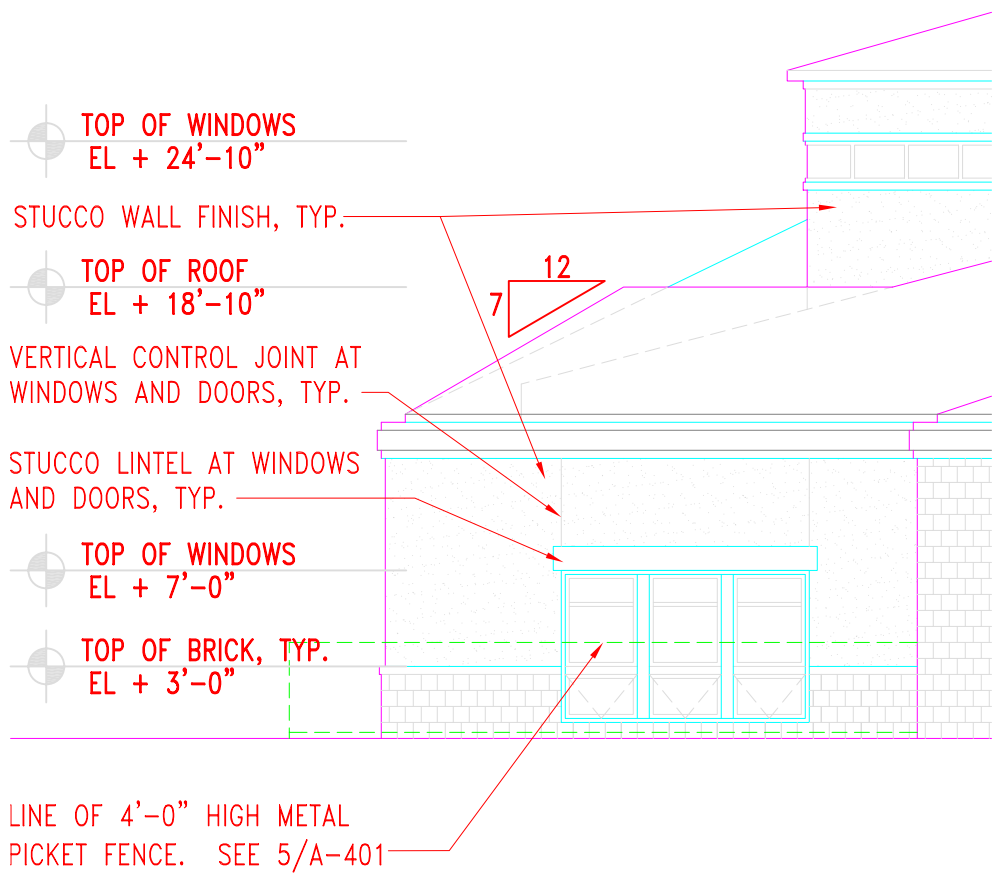 TOP OF WINDOWS
EL + 24'-10"
STUCCO WALL FINISH, TYP.
TOP OF ROOF
EL + 18'-10"
12
7
VERTICAL CONTROL JOINT AT
WINDOWS AND DOORS, TYP.
STUCCO LINTEL AT WINDOWS
AND DOORS, TYP.
TOP OF WINDOWS
EL + 7'-0"
TOP OF BRICK, TYP.
EL + 3'-0"
LINE OF 4'-0" HIGH METAL
PICKET FENCE. SEE 5/A-401